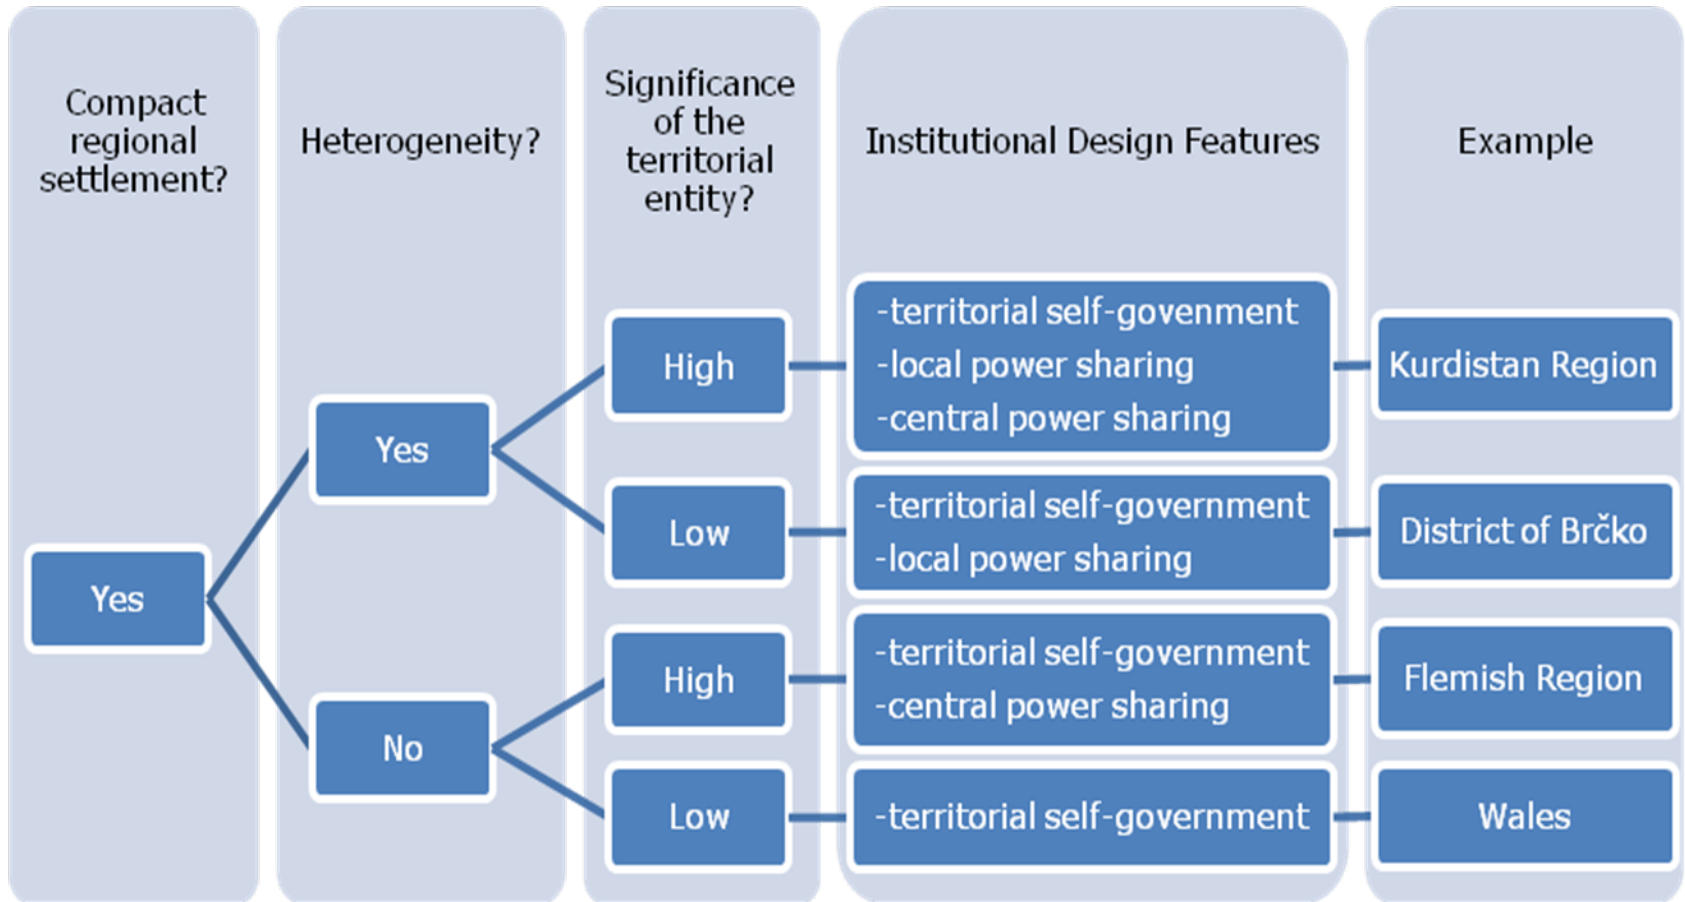 Compact
regional
settlement?
Heterogeneity?
Significance
of the
territorial
entity?
Institutional Design Features
Example
Yes
Yes
No
High
Low
High
Low
-territorial self-govenment
-local power sharing
-central power sharing
-territorial self-government
-local power sharing
-territorial self-government
-central power sharing
-territorial self-government
Kurdistan Region
District of Brčko
Flemish Region
Wales